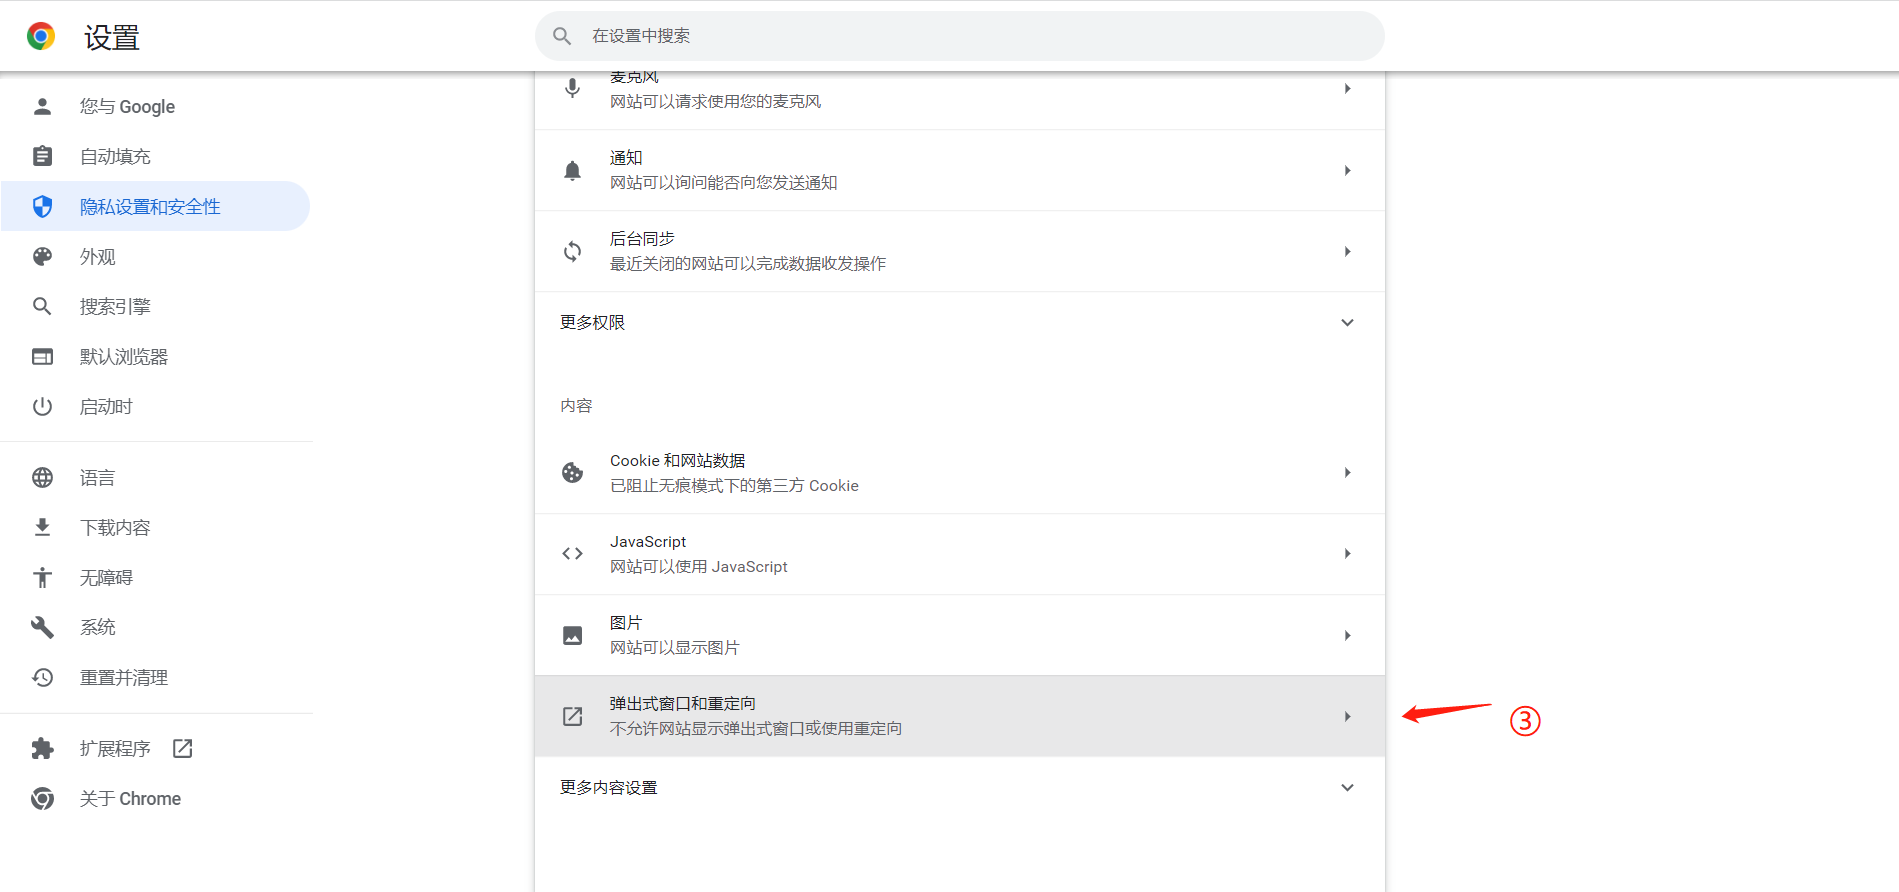 设置
在设置中搜索
您与 Google
自动填充
隐私设置和安全性
外观
搜索引擎
默认浏览器
启动时
语言
下载内容
无障碍
系统
重置并清理
扩展程序
关于 Chrome
麦克风
网站可以请求使用您的麦克风
通知
网站可以询问能否向您发送通知
后台同步
最近关闭的网站可以完成数据收发操作
更多权限
内容
Cookie 和网站数据
已阻止无痕模式下的第三方 Cookie
JavaScript
网站可以使用 JavaScript
图片
网站可以显示图片
弹出式窗口和重定向
不允许网站显示弹出式窗口或使用重定向
③
更多内容设置